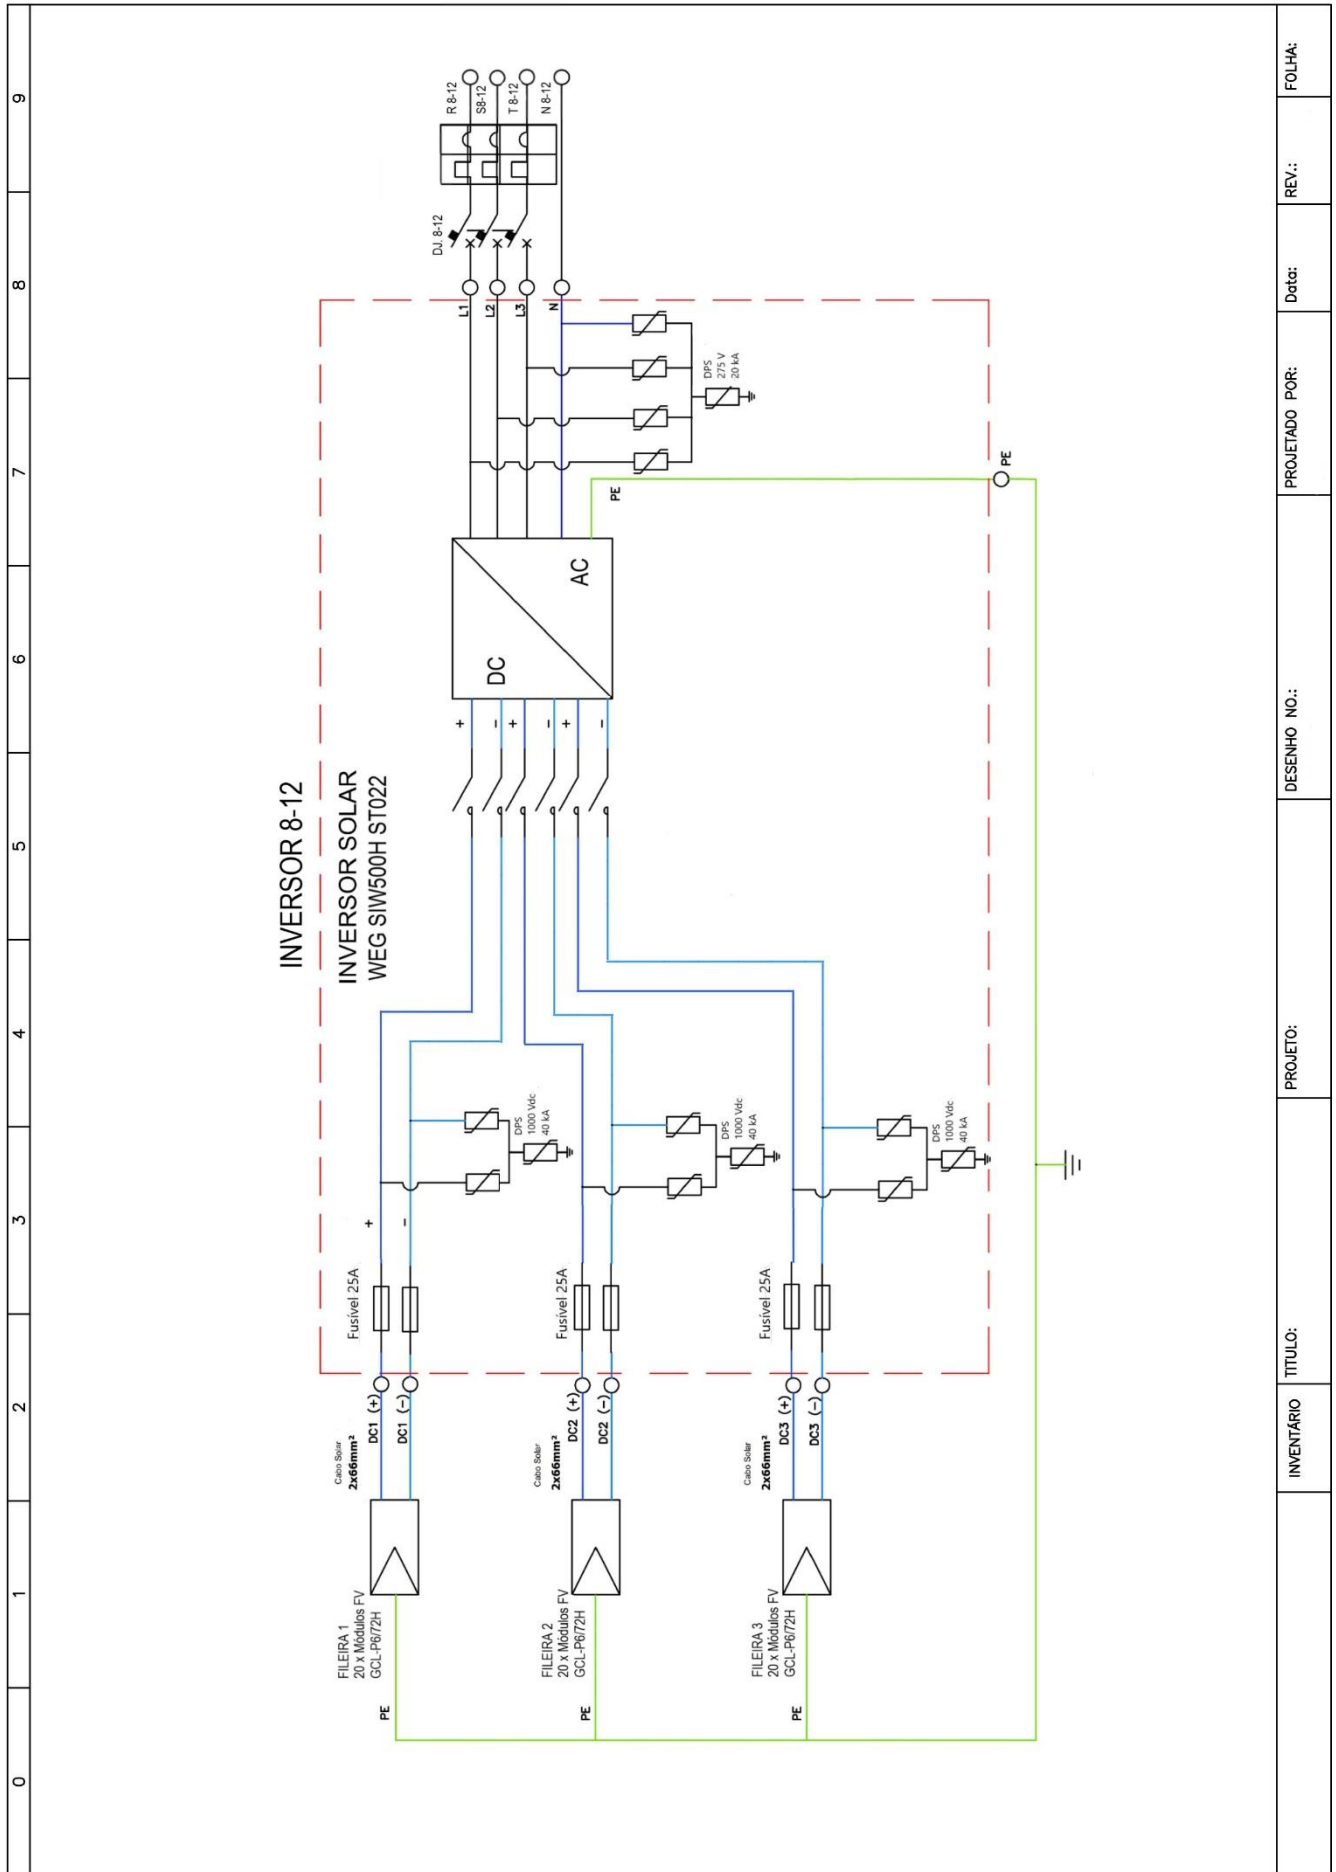 0
1
2
3
4
5
6
7
8
9
INVERSOR 8-12
INVERSOR SOLAR
WEG SIW500H ST022
FILEIRA 1
20 x Módulos FV
GCL-P6/72H
PE
Cabo Solar
2x66mm²
DC1 (+)
DC1 (-)
Fusível 25A
+
-
DPS
1000 Vdc
40 kA
FILEIRA 2
20 x Módulos FV
GCL-P6/72H
PE
Cabo Solar
2x66mm²
DC2 (+)
DC2 (-)
Fusível 25A
DPS
1000 Vdc
40 kA
FILEIRA 3
20 x Módulos FV
GCL-P6/72H
PE
Cabo Solar
2x66mm²
DC3 (+)
DC3 (-)
Fusível 25A
DPS
1000 Vdc
40 kA
+
-
+
-
+
-
DC
AC
PE
DPS
275 V
20 kA
L1
L2
L3
N
PE
DJ. 8-12
R 8-12
S8-12
T 8-12
N 8-12
INVENTÁRIO
TITULO:
PROJETO:
DESENHO NO.:
PROJETADO POR:
Data:
REV.:
FOLHA: